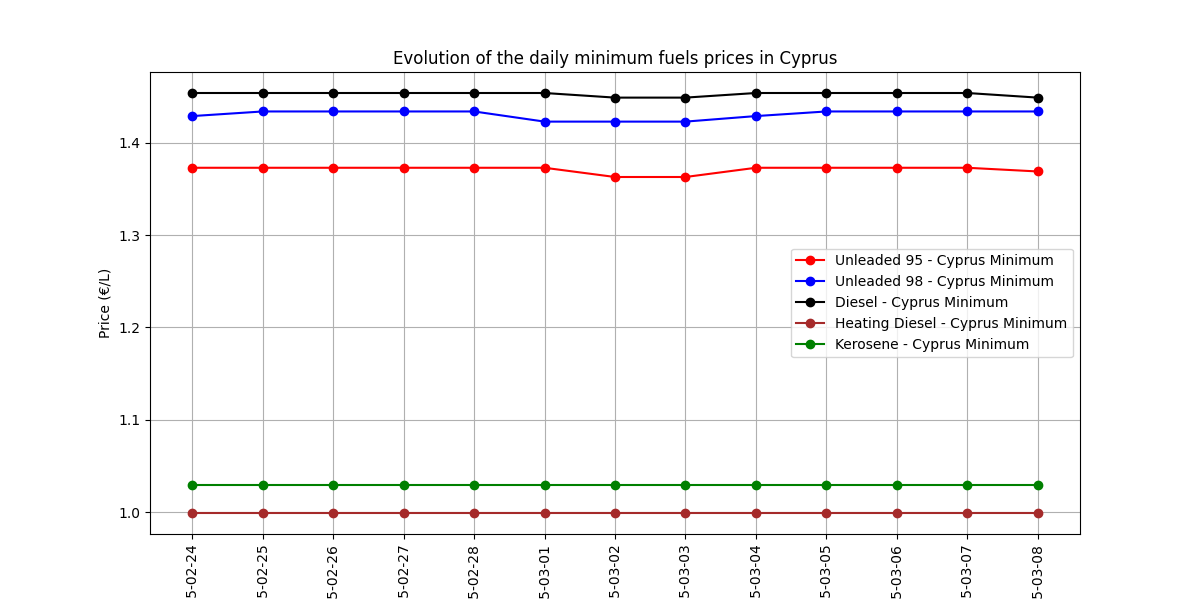 Evolution of the daily minimum fuels prices in Cyprus
Price (€/L)
1.4
1.3
1.2
1.1
1.0
Unleaded 95 - Cyprus Minimum
Unleaded 98 - Cyprus Minimum
Diesel - Cyprus Minimum
Heating Diesel - Cyprus Minimum
Kerosene - Cyprus Minimum
5-02-24
5-02-25
5-02-26
5-02-27
5-02-28
5-03-01
5-03-02
5-03-03
5-03-04
5-03-05
5-03-06
5-03-07
5-03-08